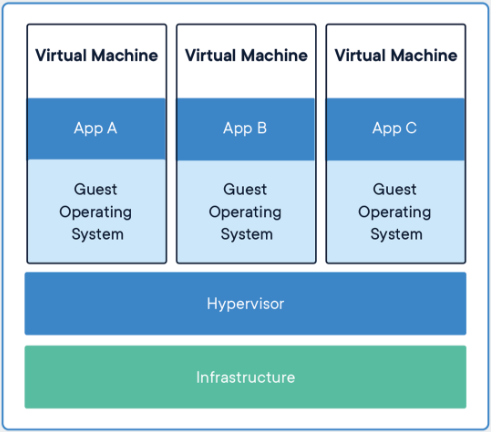 Virtual Machine
Virtual Machine
Virtual Machine
App A
App B
App C
Guest
Operating
System
Guest
Operating
System
Guest
Operating
System
Hypervisor
Infrastructure